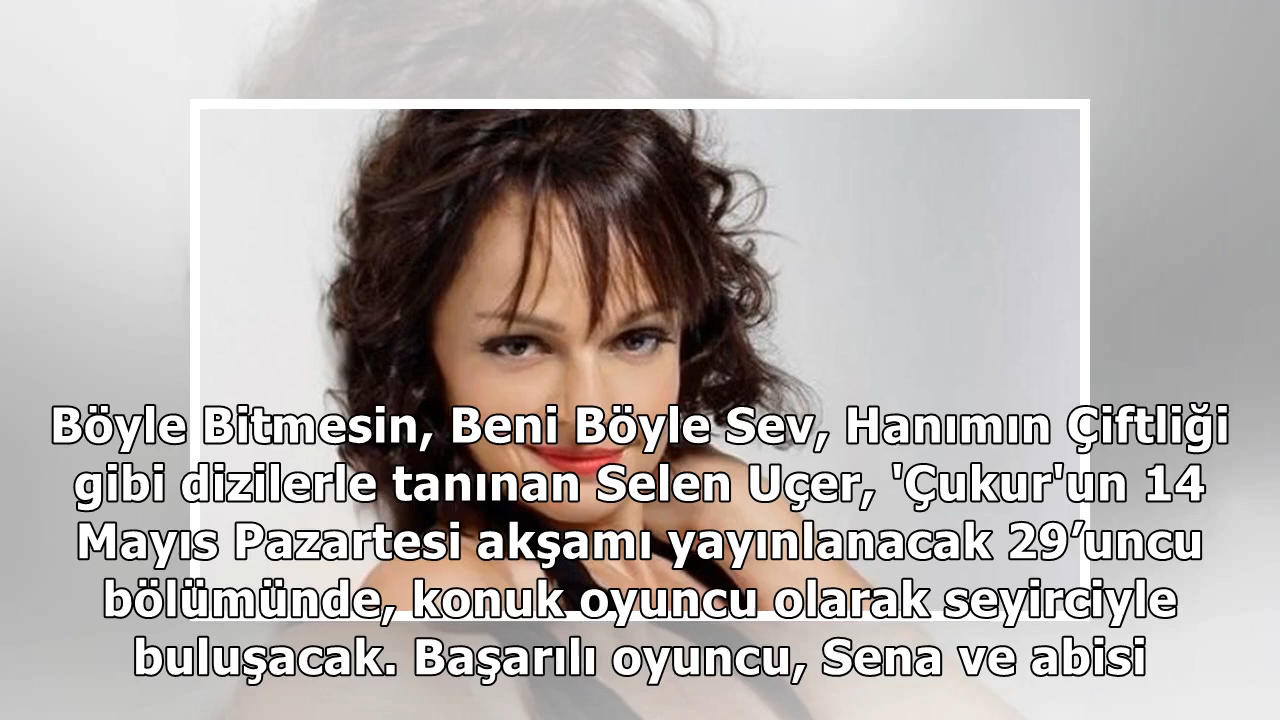 Böyle Bitmesin, Beni Böyle Sev, Hanımın Çiftliği
gibi dizilerle tanınan Selen Uçer, 'Çukur'un 14
Mayıs Pazartesi akşamı yayınlanacak 29’uncu
bölümünde, konuk oyuncu olarak seyirciyle
buluşacak. Başarılı oyuncu, Sena ve abisi